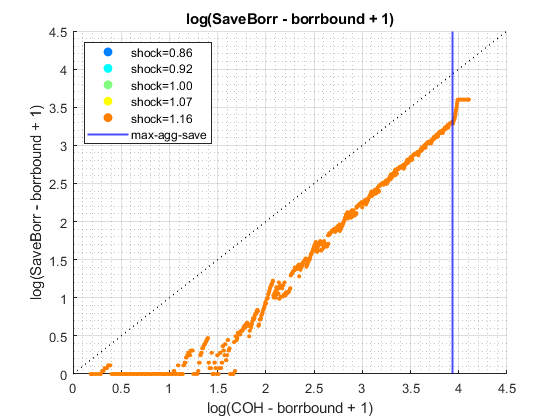 log(SaveBorr - borrbound + 1)
4.5
4
3.5
3
2.5
2
1.5
1
0.5
0
log(SaveBorr - borrbound + 1)
shock=0.86
shock=0.92
shock=1.00
shock=1.07
shock=1.16
max-agg-save
0 0.5 1 1.5 2 2.5 3 3.5 4 4.5
log(COH - borrbound + 1)